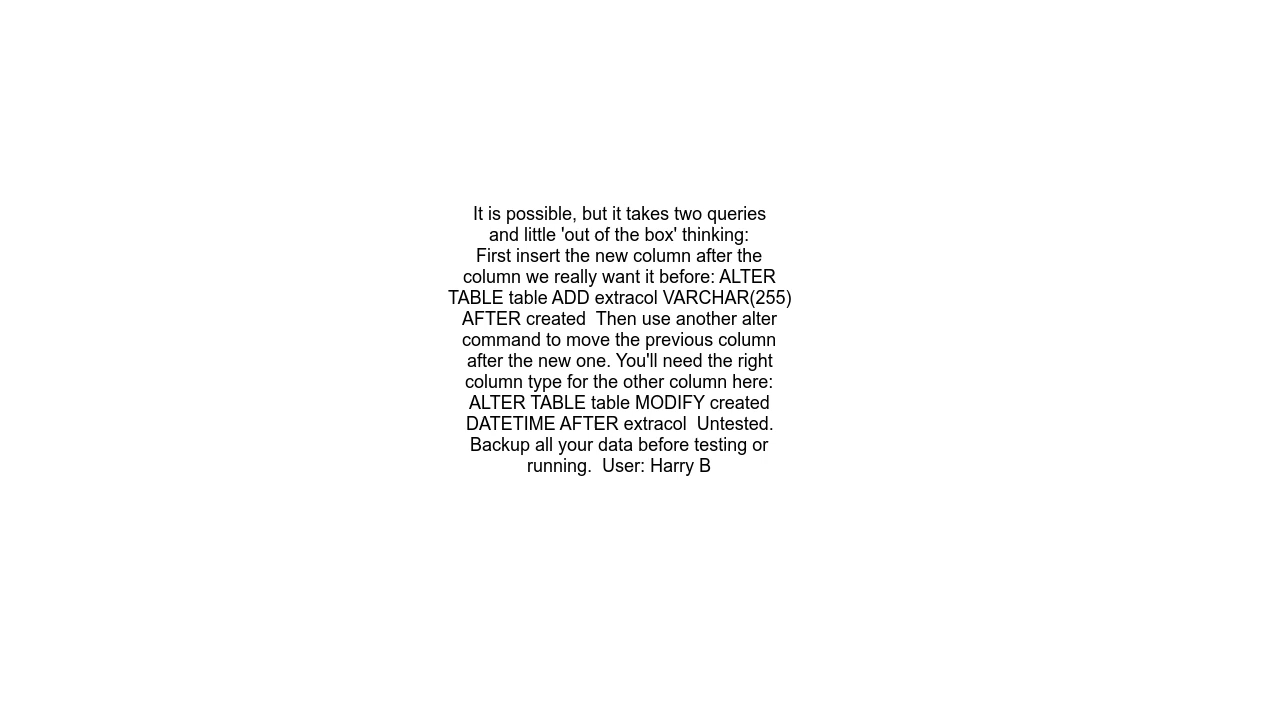 It is possible, but it takes two queries
and little 'out of the box' thinking:
First insert the new column after the
column we really want it before: ALTER
TABLE table ADD extracol VARCHAR(255)
AFTER created  Then use another alter
command to move the previous column
after the new one. You'll need the right
column type for the other column here:
ALTER TABLE table MODIFY created
DATETIME AFTER extracol  Untested.
Backup all your data before testing or
running.  User: Harry B